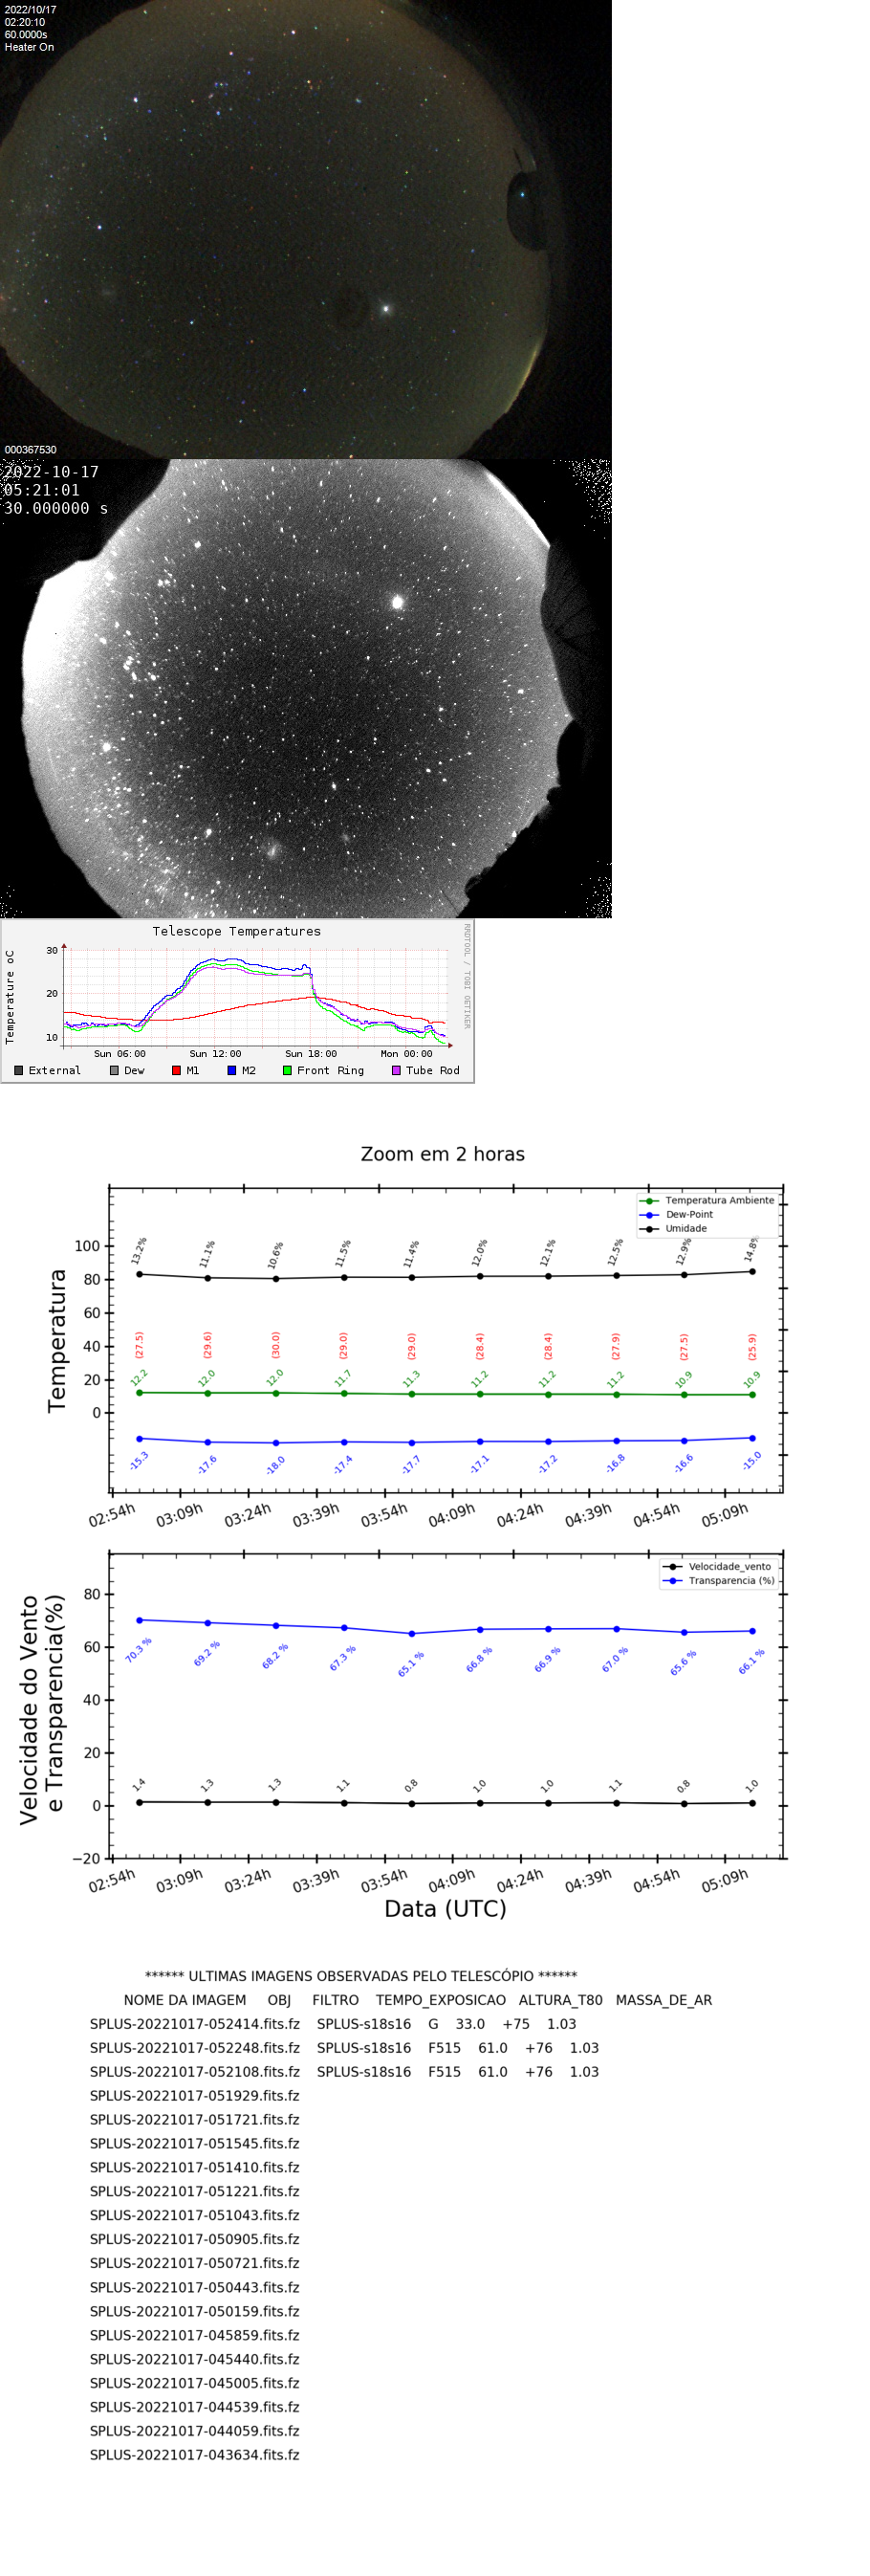 2022/10/17
02:20:10
60.0000s
Heater On
000367530
2022-10-17
05:21:01
30.000000 s
Telescope Temperatures
RRDTOOL / TOBI OETIKER
Temperature oC
30
20
10
Sun 06:00 Sun 12:00 Sun 18:00 Mon 00:00
External Dew M1 M2 Front Ring Tube Rod
Zoom em 2 horas
Temperatura Ambiente
Dew-Point
Umidade
Temperatura
100
80
60
40
20
0
13.2% 11.1% 10.6% 11.5% 11.4% 12.0% 12.1% 12.5% 12.9% 14.8%
(27.5) (29.6) (30.0) (29.0) (29.0) (28.4) (28.4) (27.9) (27.5) (25.9)
12.2 12.0 12.0 11.7 11.3 11.2 11.2 11.2 10.9 10.9
-15.3 -17.6 -18.0 -17.4 -17.7 -17.1 -17.2 -16.8 -16.6 -15.0
02:54h 03:09h 03:24h 03:39h 03:54h 04:09h 04:24h 04:39h 04:54h 05:09h
Velocidade_vento
Transparencia (%)
Velocidade do Vento
e Transparencia(%)
80
60
40
20
0
−20
70.3 % 69.2 % 68.2 % 67.3 % 65.1 % 66.8 % 66.9 % 67.0 % 65.6 % 66.1 %
1.4 1.3 1.3 1.1 0.8 1.0 1.0 1.1 0.8 1.0
02:54h 03:09h 03:24h 03:39h 03:54h 04:09h 04:24h 04:39h 04:54h 05:09h
Data (UTC)
****** ULTIMAS IMAGENS OBSERVADAS PELO TELESCÓPIO ******
NOME DA IMAGEM OBJ FILTRO TEMPO_EXPOSICAO ALTURA_T80 MASSA_DE_AR
SPLUS-20221017-052414.fits.fz SPLUS-s18s16 G 33.0 +75 1.03
SPLUS-20221017-052248.fits.fz SPLUS-s18s16 F515 61.0 +76 1.03
SPLUS-20221017-052108.fits.fz SPLUS-s18s16 F515 61.0 +76 1.03
SPLUS-20221017-051929.fits.fz
SPLUS-20221017-051721.fits.fz
SPLUS-20221017-051545.fits.fz
SPLUS-20221017-051410.fits.fz
SPLUS-20221017-051221.fits.fz
SPLUS-20221017-051043.fits.fz
SPLUS-20221017-050905.fits.fz
SPLUS-20221017-050721.fits.fz
SPLUS-20221017-050443.fits.fz
SPLUS-20221017-050159.fits.fz
SPLUS-20221017-045859.fits.fz
SPLUS-20221017-045440.fits.fz
SPLUS-20221017-045005.fits.fz
SPLUS-20221017-044539.fits.fz
SPLUS-20221017-044059.fits.fz
SPLUS-20221017-043634.fits.fz